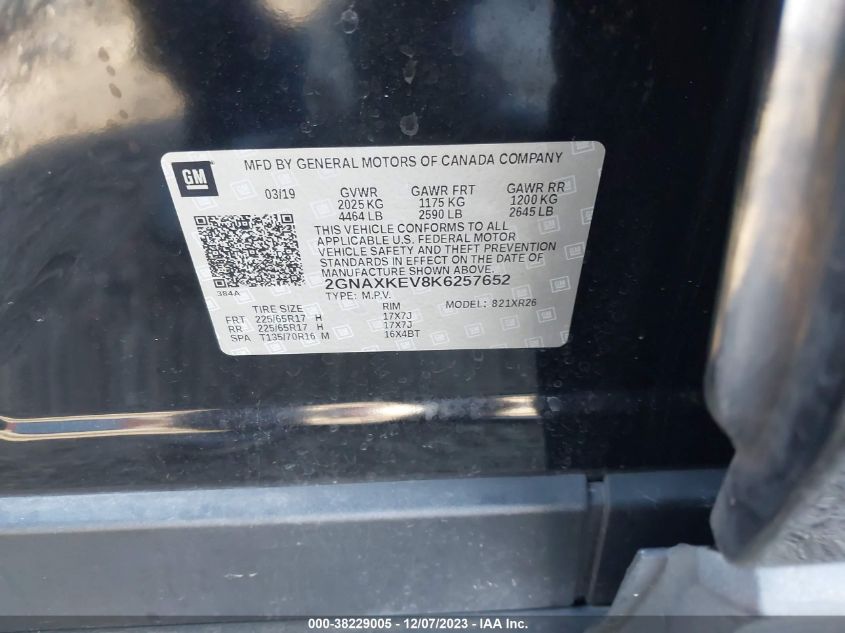 GM
MFD BY GENERAL MOTORS OF CANADA COMPANY
03/19 GVWR GAWR FRT GAWR RR
2025 KG 1175 KG 1200 KG
4464 LB 2590 LB 2645 LB
THIS VEHICLE CONFORMS TO ALL
APPLICABLE U.S. FEDERAL MOTOR
VEHICLE SAFETY AND THEFT PREVENTION
STANDARDS IN EFFECT ON THE DATE OF
MANUFACTURE SHOWN ABOVE.
384A 2GNAXKEV8K6257652
TYPE: M.P.V. MODEL: 821XR26
TIRE SIZE RIM
FRT 225/65R17 H 17X7J
RR 225/65R17 H 17X7J
SPA T135/70R16 M 16X4BT
000-38229005 - 12/07/2023 - IAA Inc.